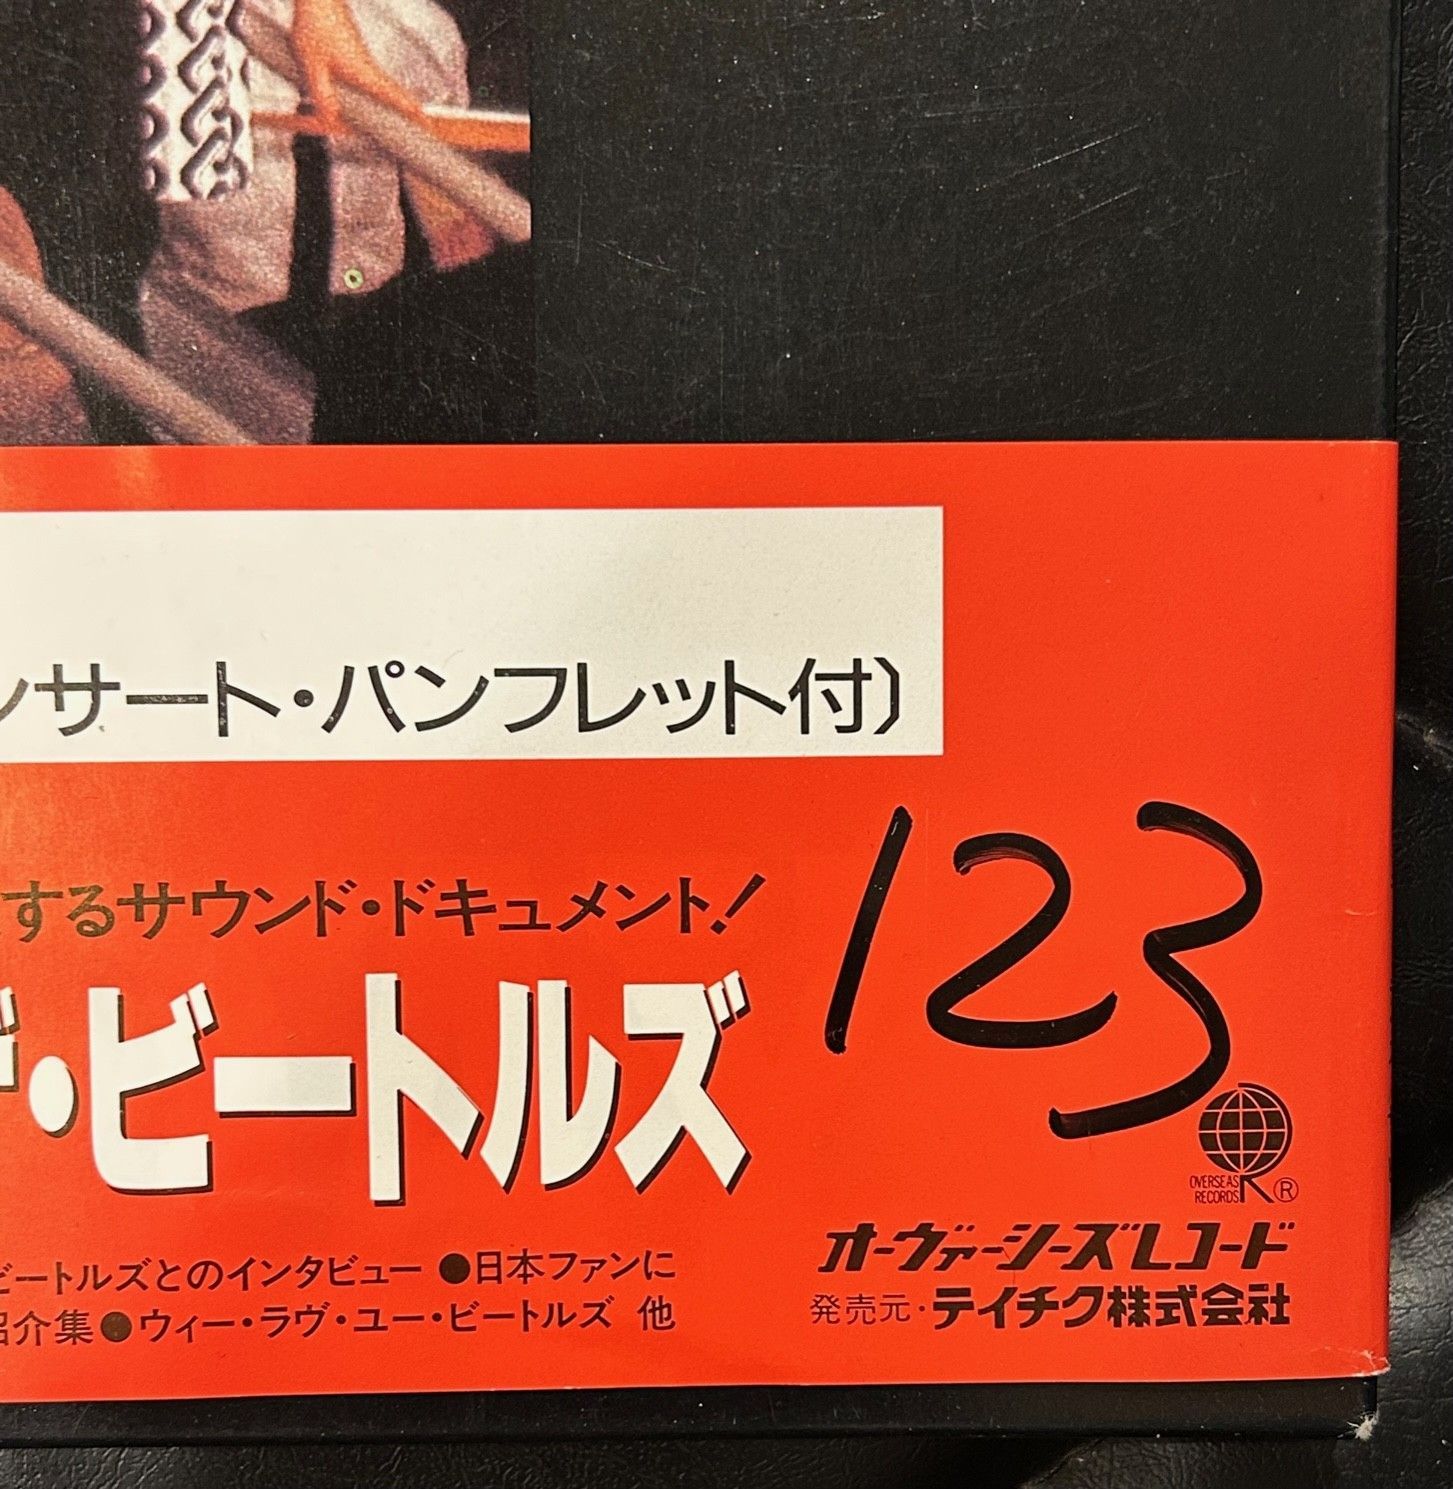 ンサート・パンフレット付〕
するサウンド・ドキュメント!
・ビートルズ
123
OVERSEAS
RECORDS
R
®
オーヴァーシーズレコード
ビートルズとのインタビュー ●日本ファンに
発売元・テイチク株式会社
紹介集●ウィー・ラヴ・ユー・ビートルズ 他